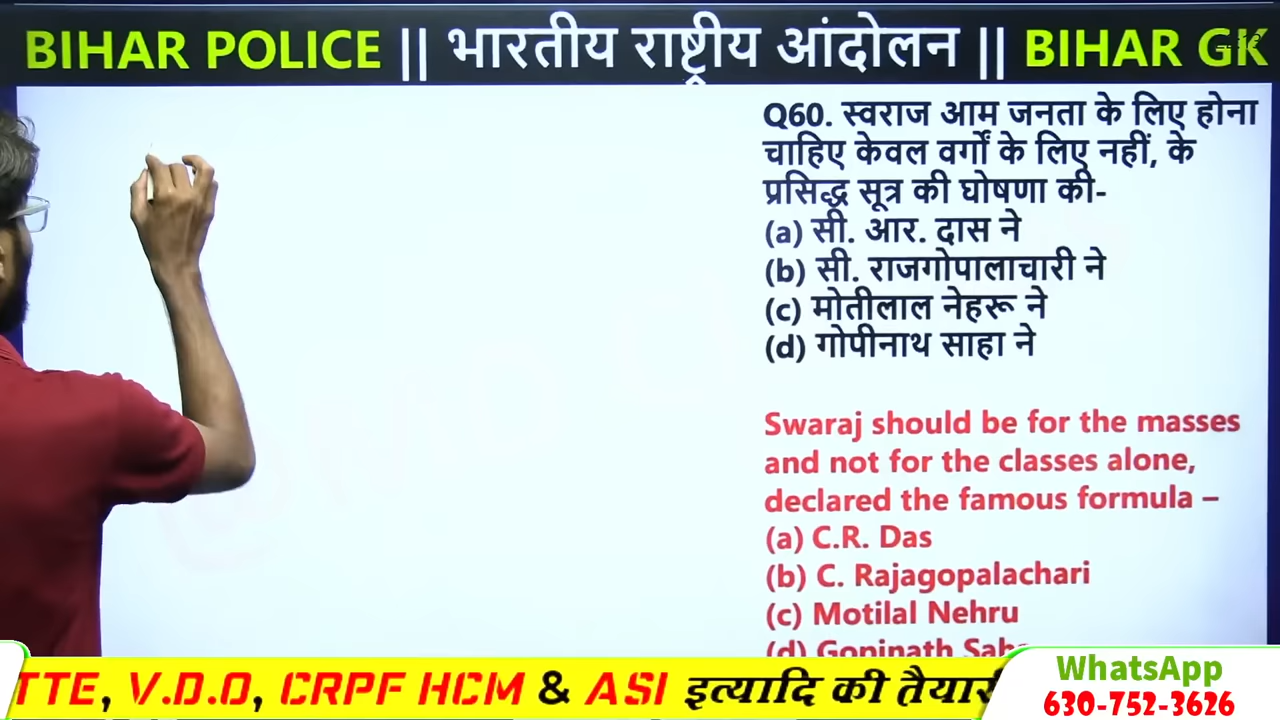 BIHAR POLICE || भारतीय राष्ट्रीय आंदोलन || BIHAR GK
Q60. स्वराज आम जनता के लिए होना
चाहिए केवल वर्गों के लिए नहीं, के
प्रसिद्ध सूत्र की घोषणा की-
(a) सी. आर. दास ने
(b) सी. राजगोपालाचारी ने
(c) मोतीलाल नेहरू ने
(d) गोपीनाथ साहा ने
Swaraj should be for the masses
and not for the classes alone,
declared the famous formula –
(a) C.R. Das
(b) C. Rajagopalachari
(c) Motilal Nehru
(d) Gopinath
TTE, V.D.O, CRPF HCM & ASI इत्यादि की
WhatsApp
630-752-3626